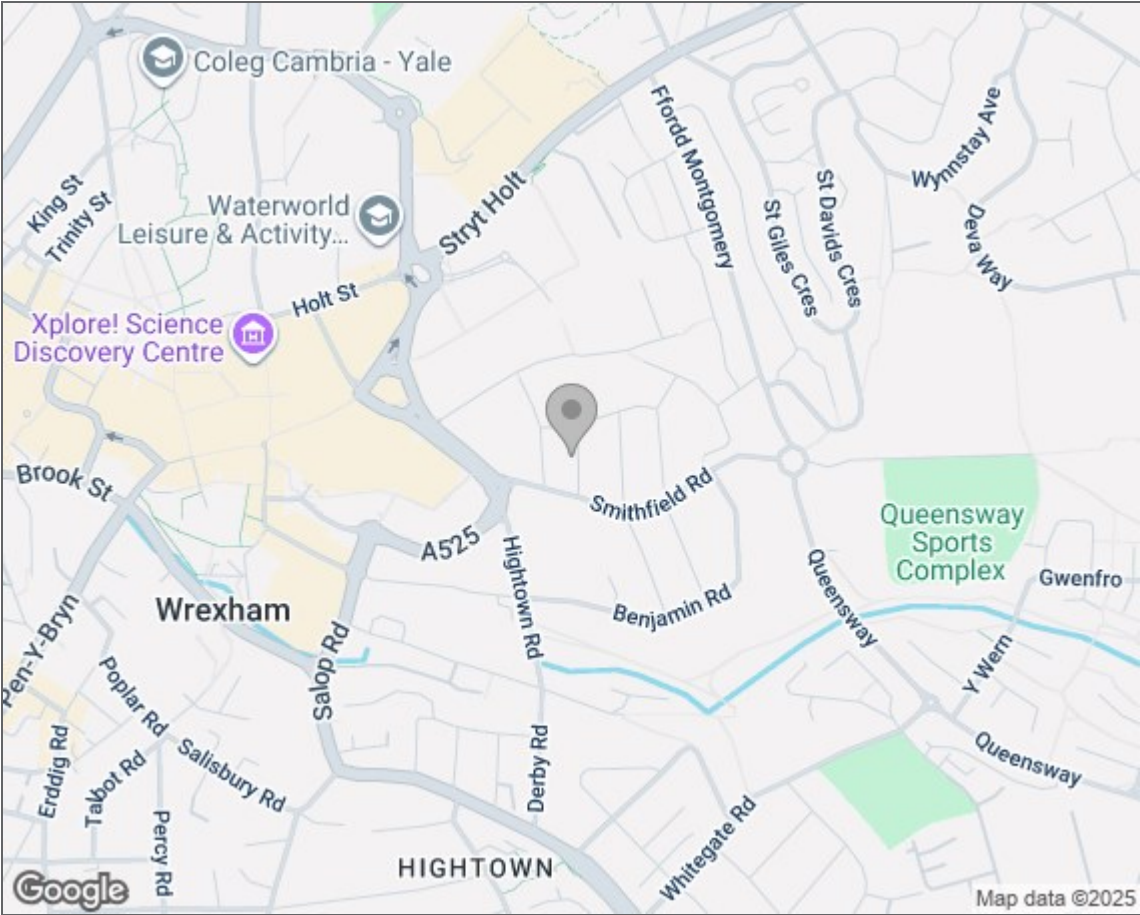 Coleg Cambria - Yale
Wynnstay Ave
Ffordd Montgomery
King St
Trinity St
Waterworld
Leisure & Activity...
Stryt Holt
St Davids Cres
St Giles Cres
Deva Way
Holt St
Xplore! Science
Discovery Centre
Brook St
Smithfield Rd
A525
Queensway
Sports
Complex
Hightown Rd
Benjamin Rd
Queensway
Gwenfro
Wrexham
Pen-Y-Bryn
Salop Rd
Y Wern
Poplar Rd
Salisbury Rd
Erddig Rd
Talbot Rd
Percy Rd
Derby Rd
Queensway
Whitegate Rd
HIGHTOWN
Google
Map data ©2025